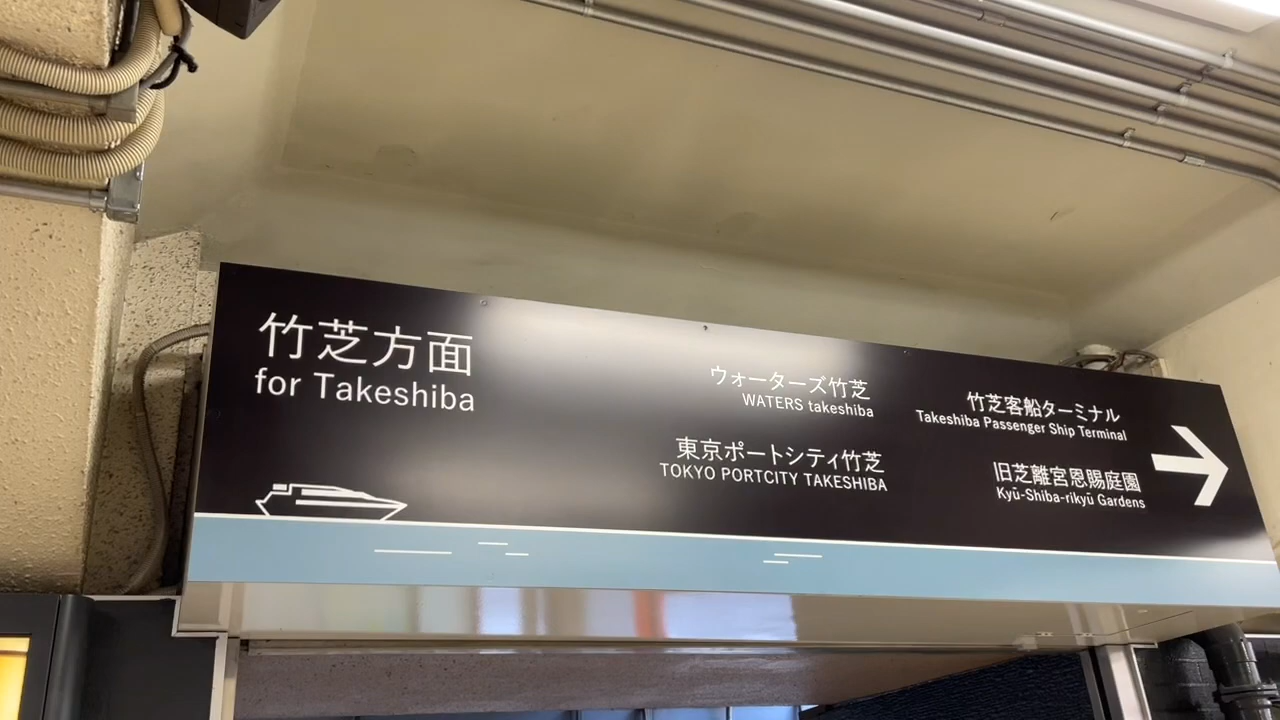 竹芝方面
for Takeshiba
ウォーターズ竹芝
WATERS takeshiba
東京ポートシティ竹芝
TOKYO PORTCITY TAKESHIBA
竹芝客船ターミナル
Takeshiba Passenger Ship Terminal
旧芝離宮恩賜庭園
Kyū-Shiba-rikyū Gardens